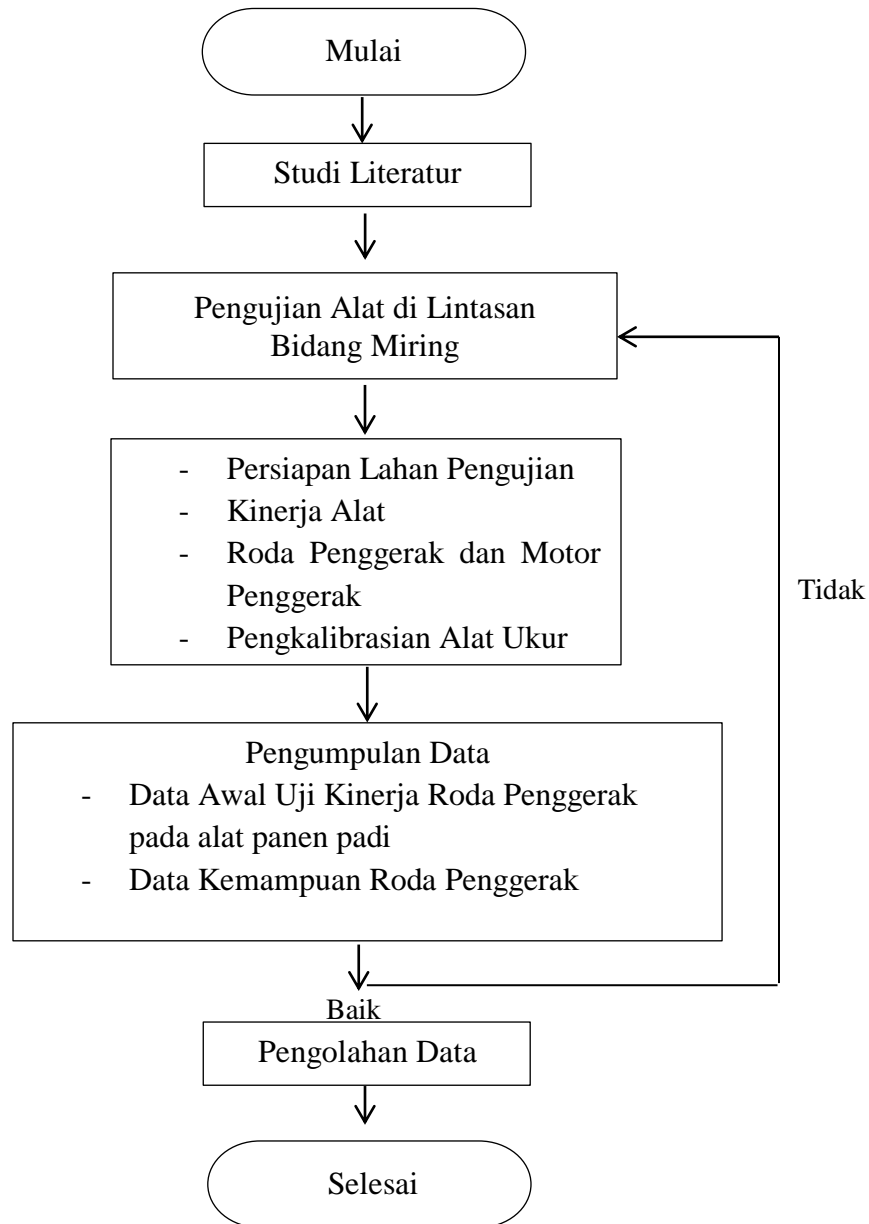 Mulai
Studi Literatur
Pengujian Alat di Lintasan
Bidang Miring
- Persiapan Lahan Pengujian
- Kinerja Alat
- Roda Penggerak dan Motor
Penggerak
- Pengkalibrasian Alat Ukur
Tidak
Pengumpulan Data
- Data Awal Uji Kinerja Roda Penggerak
pada alat panen padi
- Data Kemampuan Roda Penggerak
Baik
Pengolahan Data
Selesai